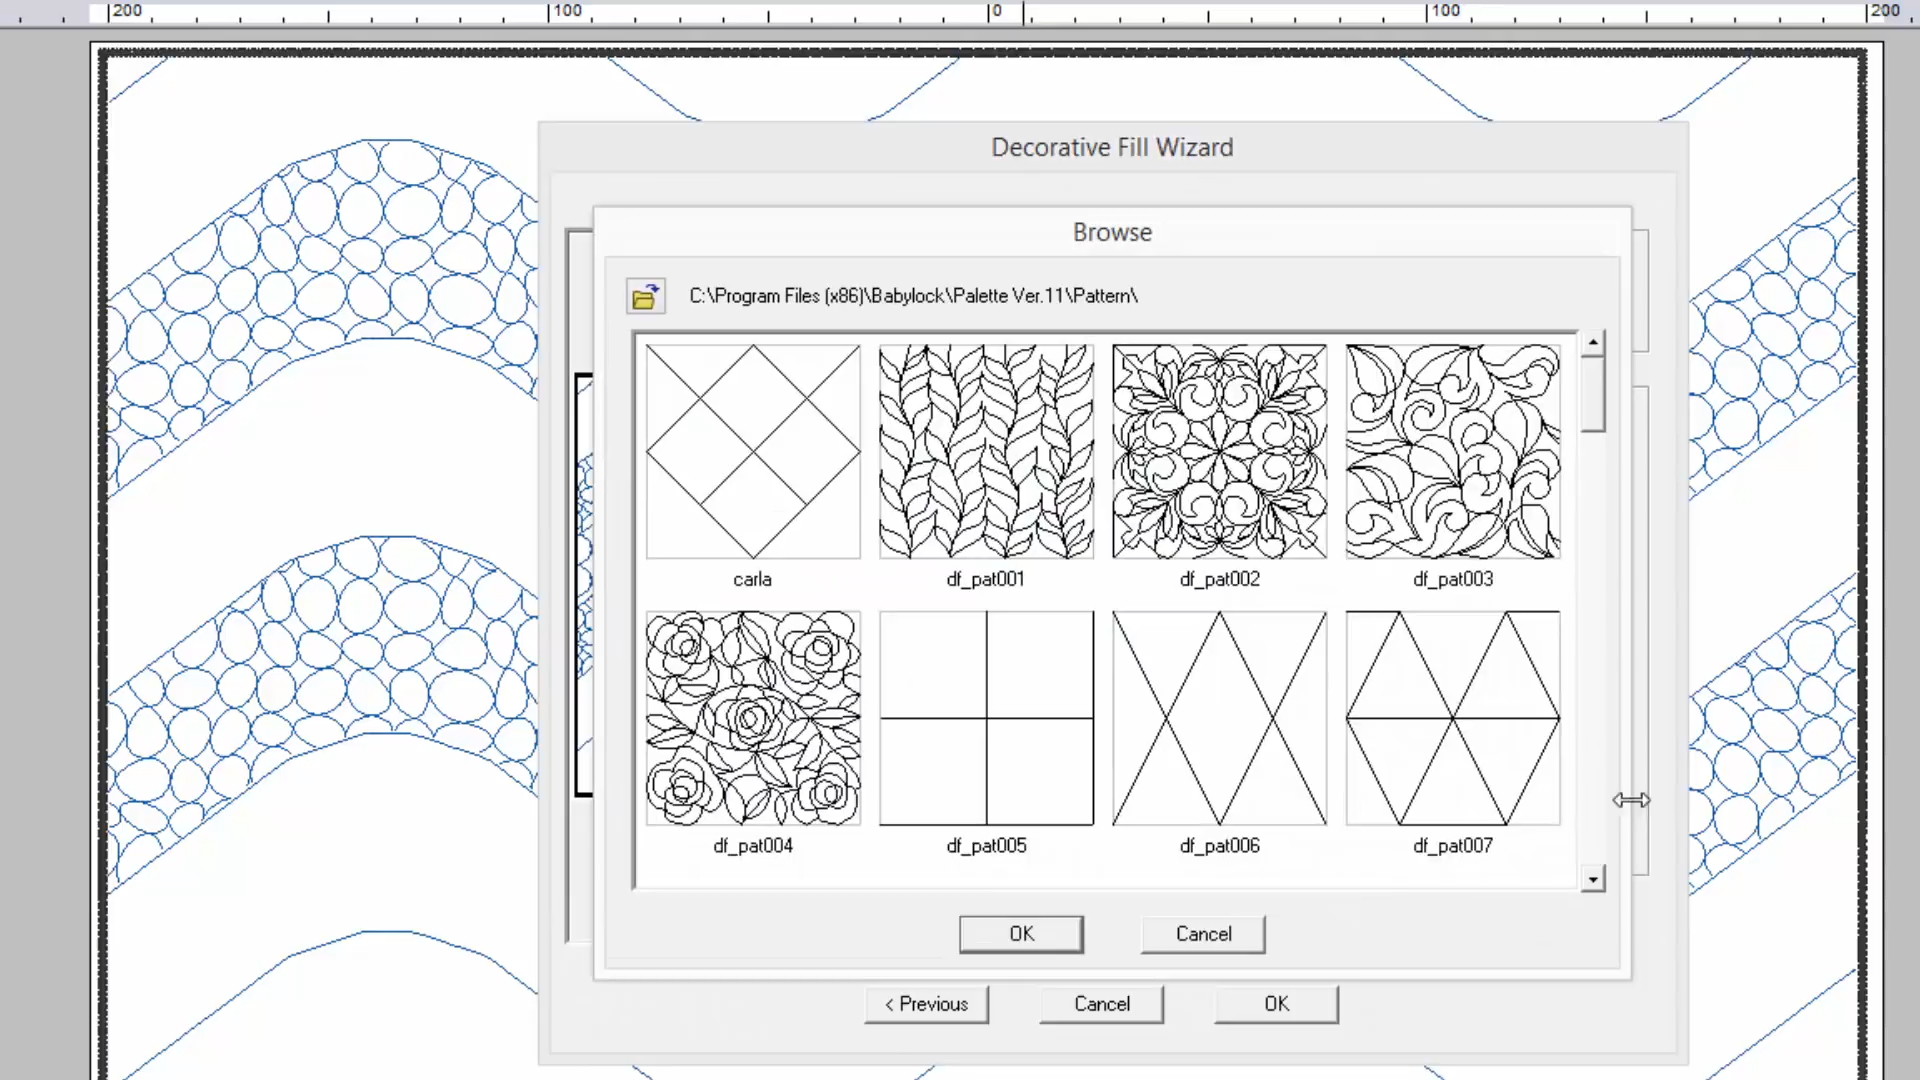 200 100 0 100 200
Decorative Fill Wizard
Browse
C:\Program Files (x86)\Babylock\Palette Ver.11\Pattern\
carla df_pat001 df_pat002 df_pat003
df_pat004 df_pat005 df_pat006 df_pat007
OK Cancel
< Previous Cancel OK